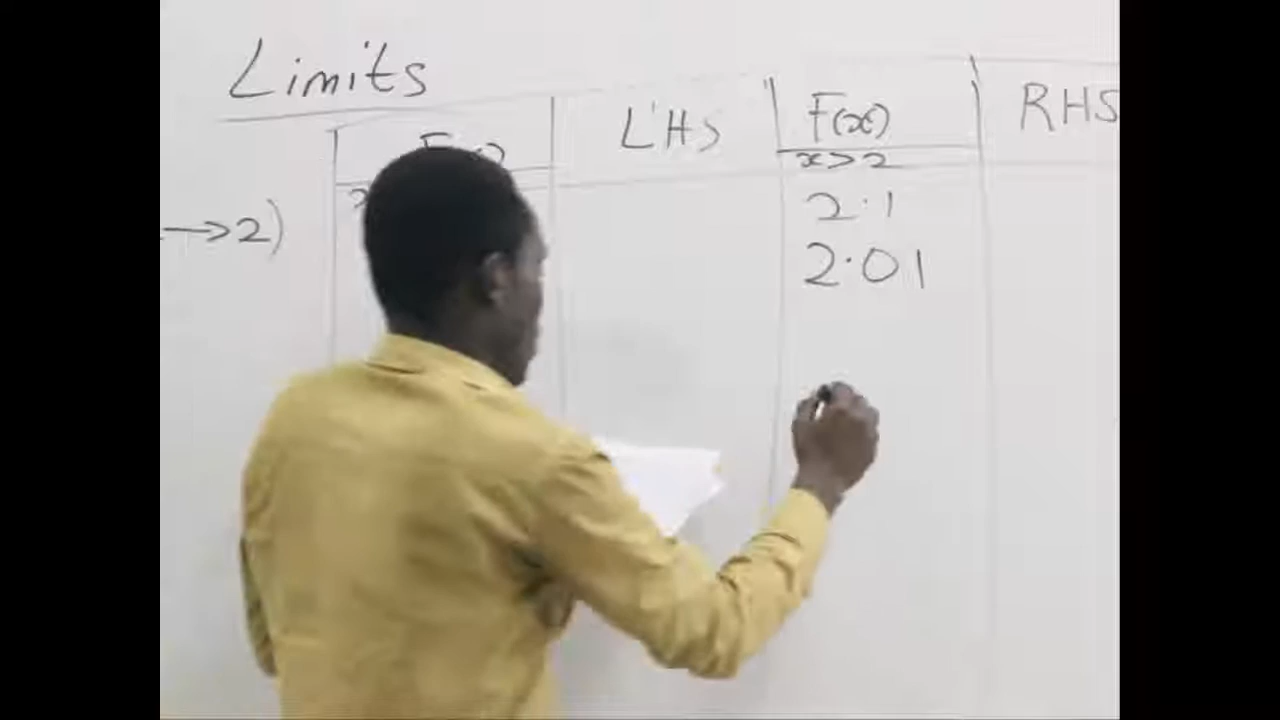 Limits
LHS
F(x)
RHS
x>2
2.1
→2)
2.01